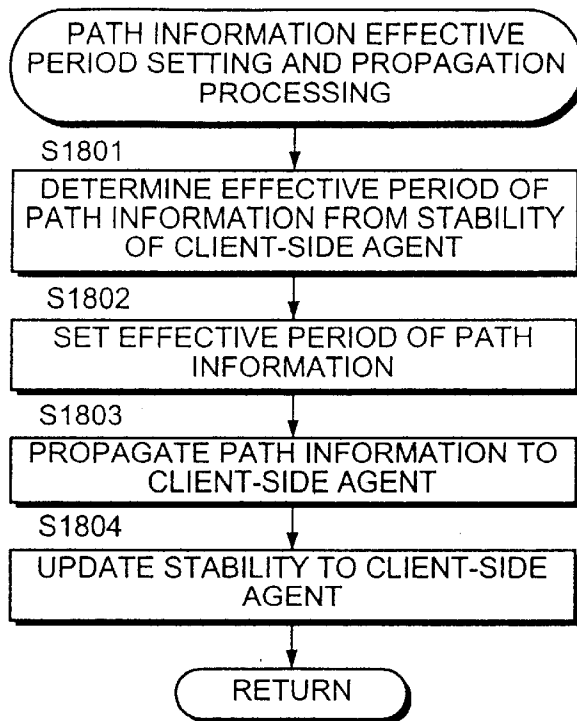 PATH INFORMATION EFFECTIVE
PERIOD SETTING AND PROPAGATION
PROCESSING
S1801
DETERMINE EFFECTIVE PERIOD OF
PATH INFORMATION FROM STABILITY
OF CLIENT-SIDE AGENT
S1802
SET EFFECTIVE PERIOD OF PATH
INFORMATION
S1803
PROPAGATE PATH INFORMATION TO
CLIENT-SIDE AGENT
S1804
UPDATE STABILITY TO CLIENT-SIDE
AGENT
RETURN